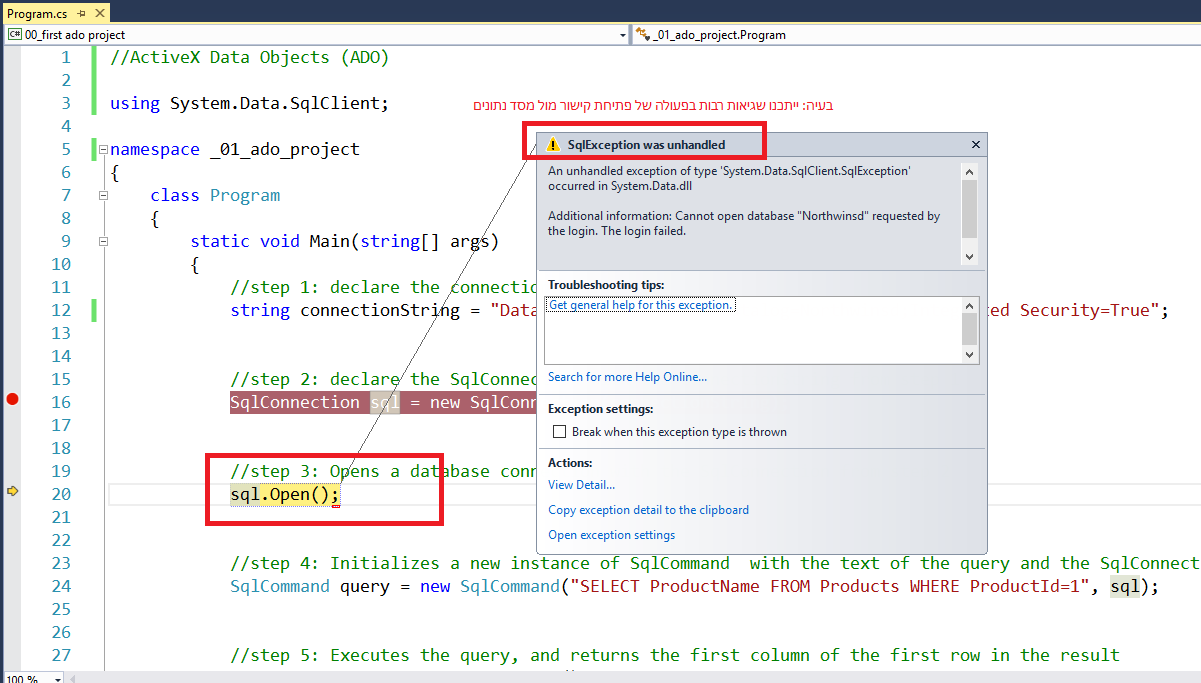 Program.cs
00_first ado project
_01_ado_project.Program
1 //ActiveX Data Objects (ADO)
2
3 using System.Data.SqlClient;
בעיה: ייתכנו שגיאות רבות בפעולה של פתיחת קישור מול מסד נתונים
4
5 namespace _01_ado_project
6 {
7 class Program
8 {
9 static void Main(string[] args)
10 {
11 //step 1: declare the connectio
12 string connectionString = "Data ed Security=True";
13
14
15 //step 2: declare the SqlConnec
16 SqlConnection sql = new SqlConn
17
18
19 //step 3: Opens a database conn
20 sql.Open();
21
22
23 //step 4: Initializes a new instance of SqlCommand  with the text of the query and the SqlConnect
24 SqlCommand query = new SqlCommand("SELECT ProductName FROM Products WHERE ProductId=1", sql);
25
26
27 //step 5: Executes the query, and returns the first column of the first row in the result
SqlException was unhandled
An unhandled exception of type 'System.Data.SqlClient.SqlException'
occurred in System.Data.dll
Additional information: Cannot open database "Northwinsd" requested by
the login. The login failed.
Troubleshooting tips:
Get general help for this exception.
Search for more Help Online...
Exception settings:
Break when this exception type is thrown
Actions:
View Detail...
Copy exception detail to the clipboard
Open exception settings
100 %